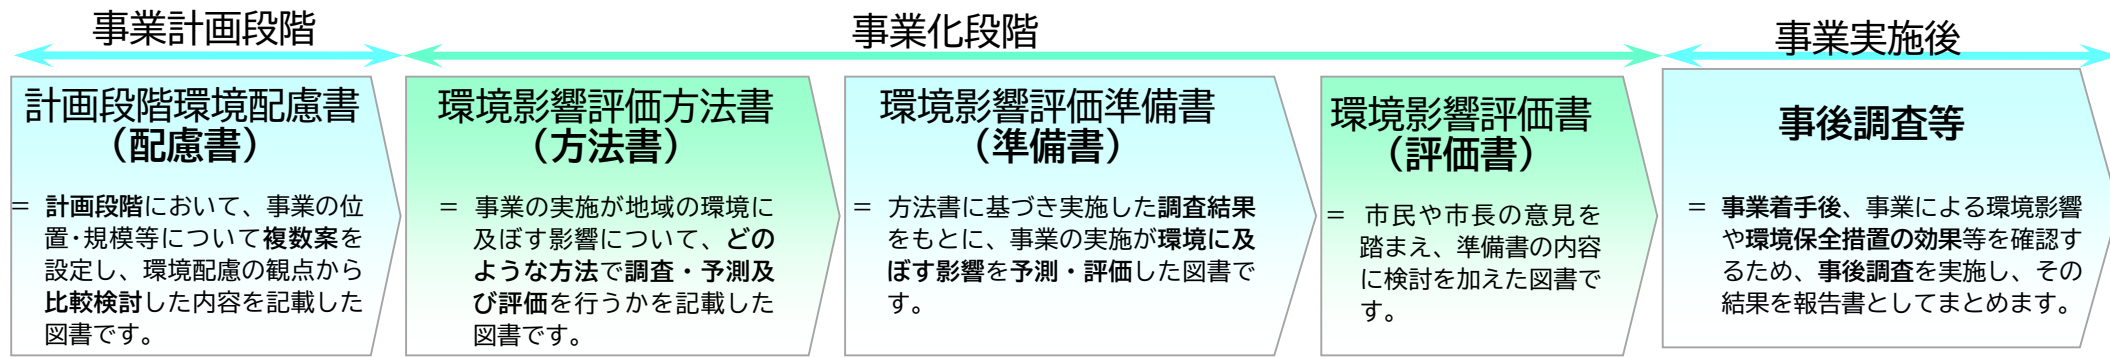 事業計画段階
事業化段階
事業実施後
計画段階環境配慮書
（配慮書）
＝ 計画段階において、事業の位
置・規模等について複数案を
設定し、環境配慮の観点から
比較検討した内容を記載した
図書です。
環境影響評価方法書
（方法書）
＝ 事業の実施が地域の環境に
及ぼす影響について、どの
ような方法で調査・予測及
び評価を行うかを記載した
図書です。
環境影響評価準備書
（準備書）
＝ 方法書に基づき実施した調査結果
をもとに、事業の実施が環境に及
ぼす影響を予測・評価した図書で
す。
環境影響評価書
（評価書）
＝ 市民や市長の意見を
踏まえ、準備書の内容
に検討を加えた図書で
す。
事後調査等
＝ 事業着手後、事業による環境影響
や環境保全措置の効果等を確認す
るため、事後調査を実施し、その
結果を報告書としてまとめます。